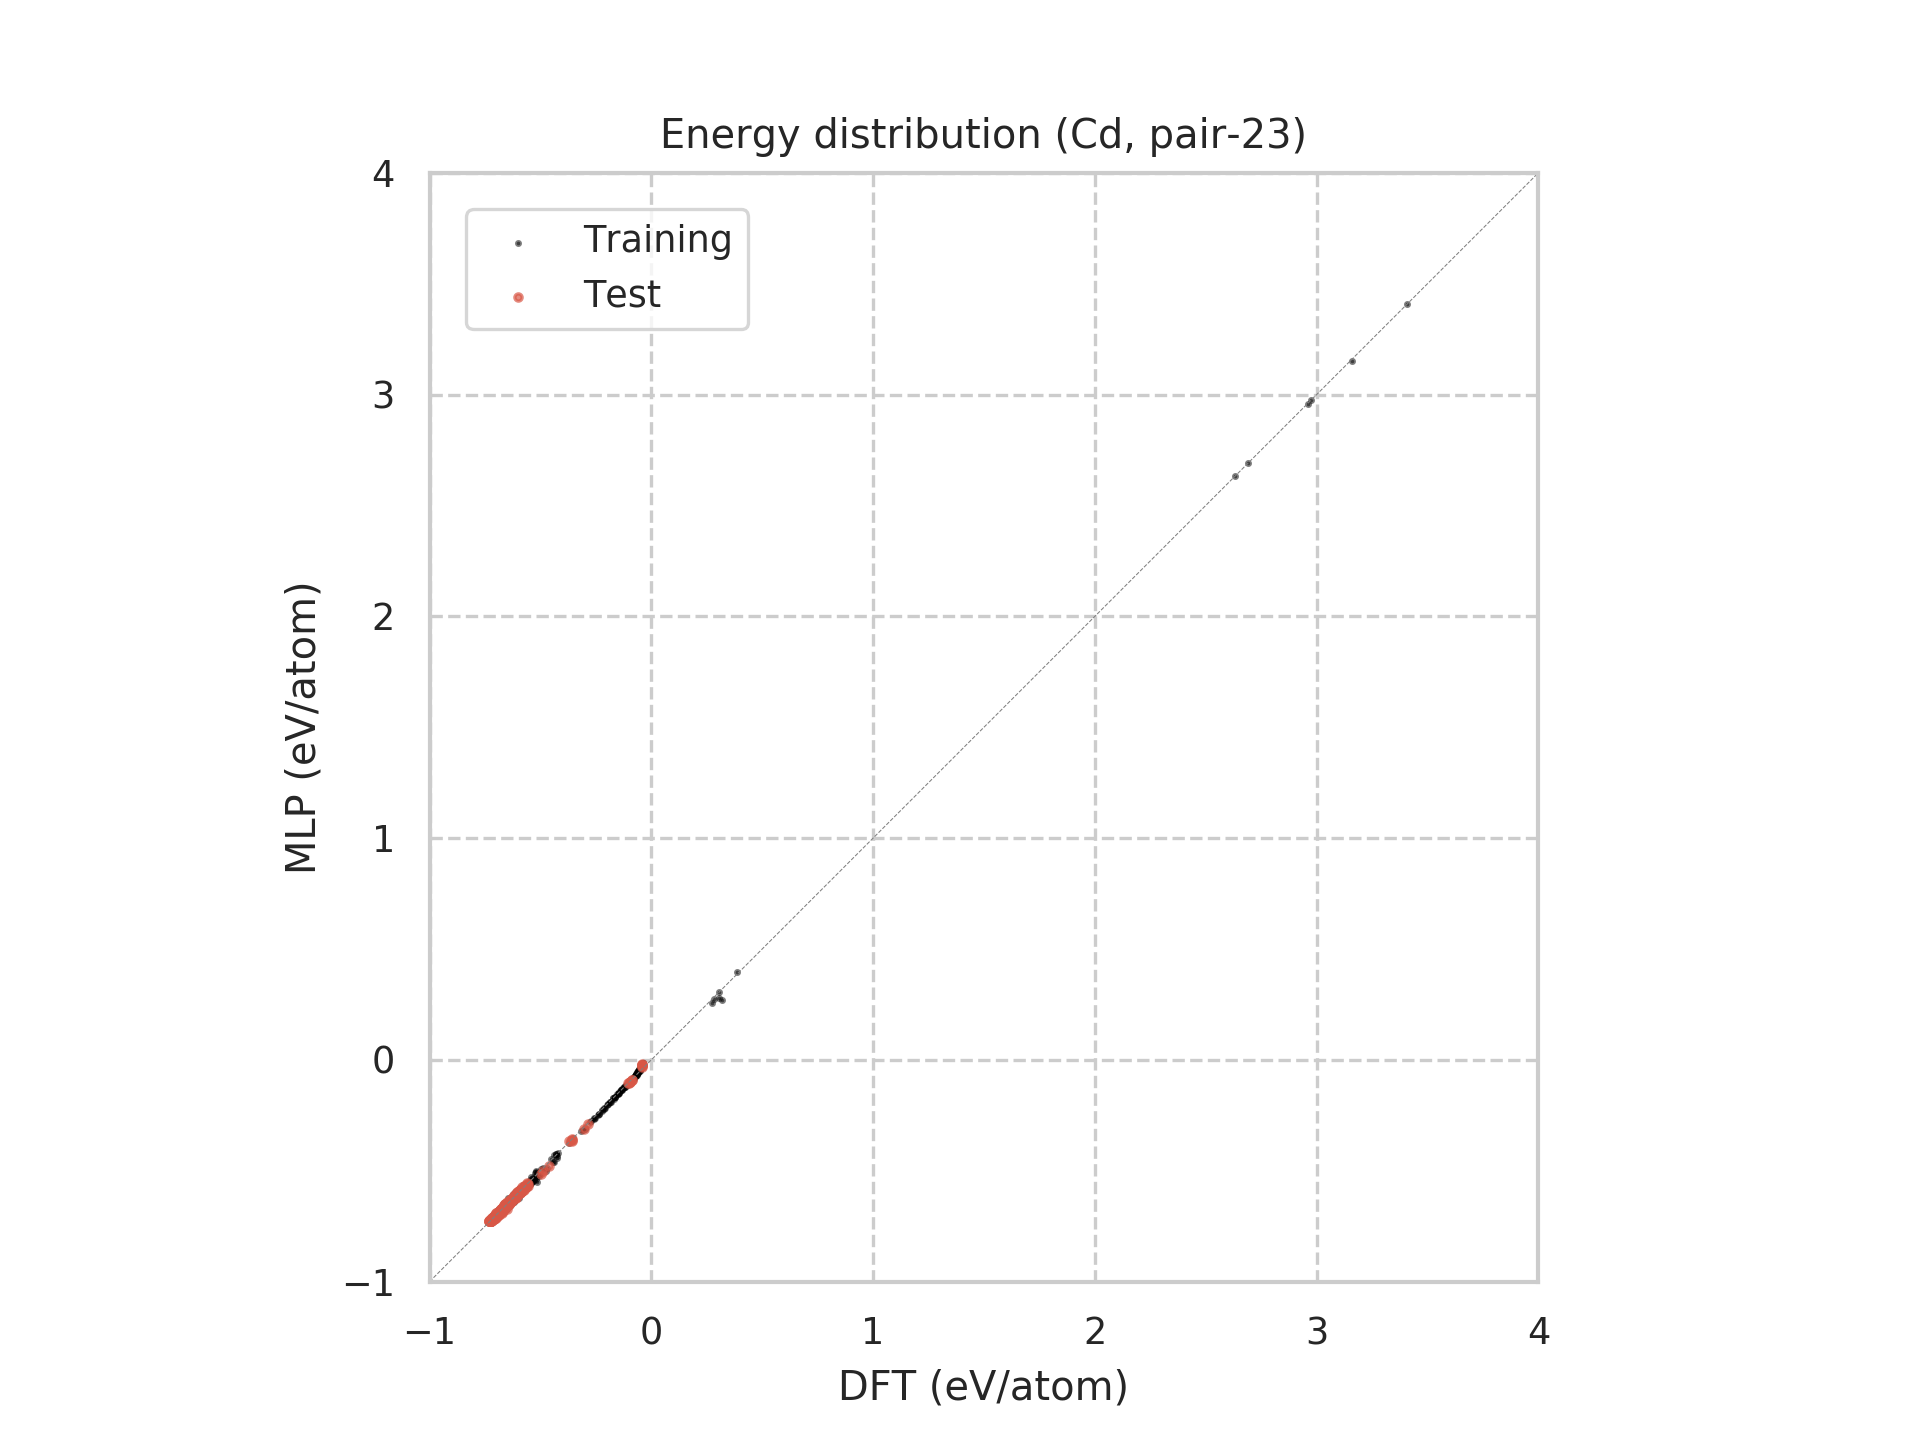 Energy distribution (Cd, pair-23)
4
3
2
1
0
−1
MLP (eV/atom)
Training
Test
−1 0 1 2 3 4
DFT (eV/atom)